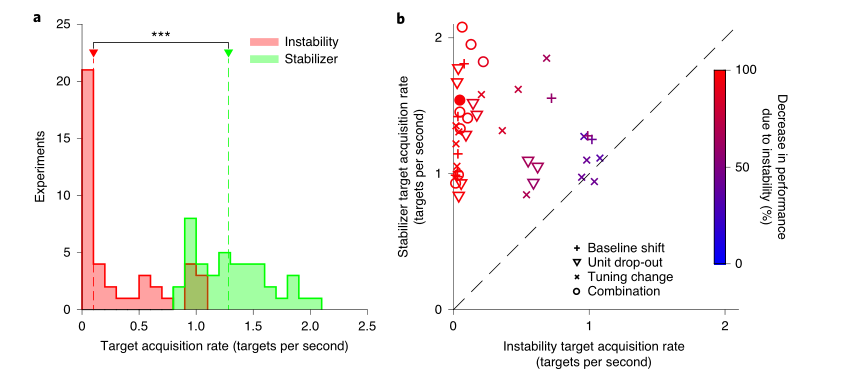 a
25
20
15
10
5
0
Experiments
***
Instability
Stabilizer
0
0.5
1.0
1.5
2.0
2.5
Target acquisition rate (targets per second)
b
2
1
0
Stabilizer target acquisition rate
(targets per second)
+ Baseline shift
▽ Unit drop-out
× Tuning change
○ Combination
0
1
2
Instability target acquisition rate
(targets per second)
100
50
0
Decrease in performance
due to instability (%)